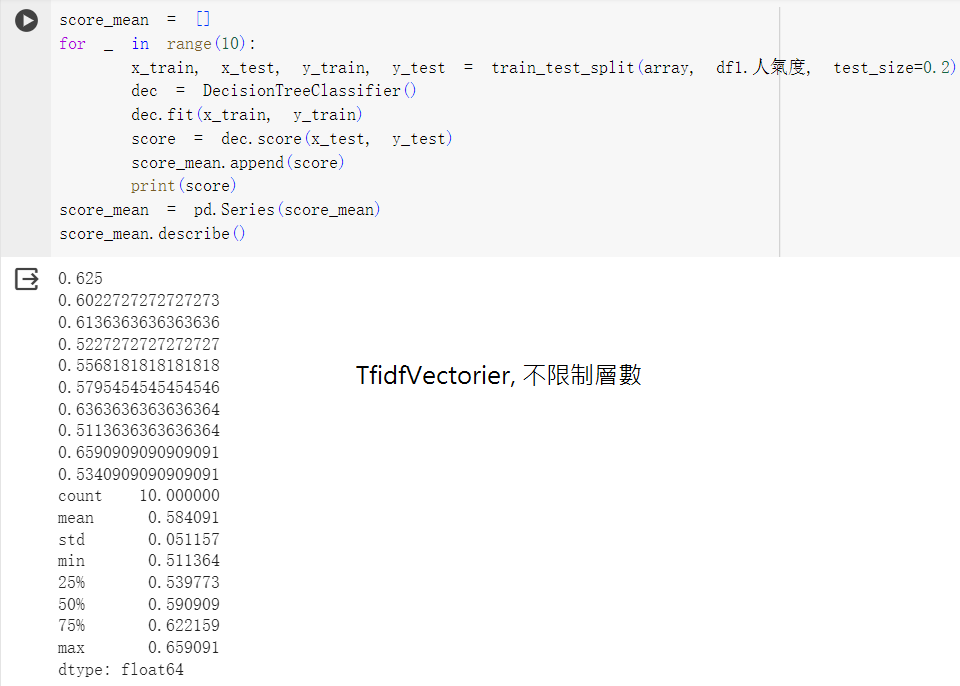 score_mean = []
for _ in range(10):
x_train, x_test, y_train, y_test = train_test_split(array, df1.人氣度, test_size=0.2)
dec = DecisionTreeClassifier()
dec.fit(x_train, y_train)
score = dec.score(x_test, y_test)
score_mean.append(score)
print(score)
score_mean = pd.Series(score_mean)
score_mean.describe()
0.625
0.6022727272727273
0.6136363636363636
0.5227272727272727
0.5568181818181818
0.5795454545454546
0.6363636363636364
0.5113636363636364
0.6590909090909091
0.5340909090909091
count 10.000000
mean 0.584091
std 0.051157
min 0.511364
25% 0.539773
50% 0.590909
75% 0.622159
max 0.659091
dtype: float64
TfidfVectorier, 不限制層數